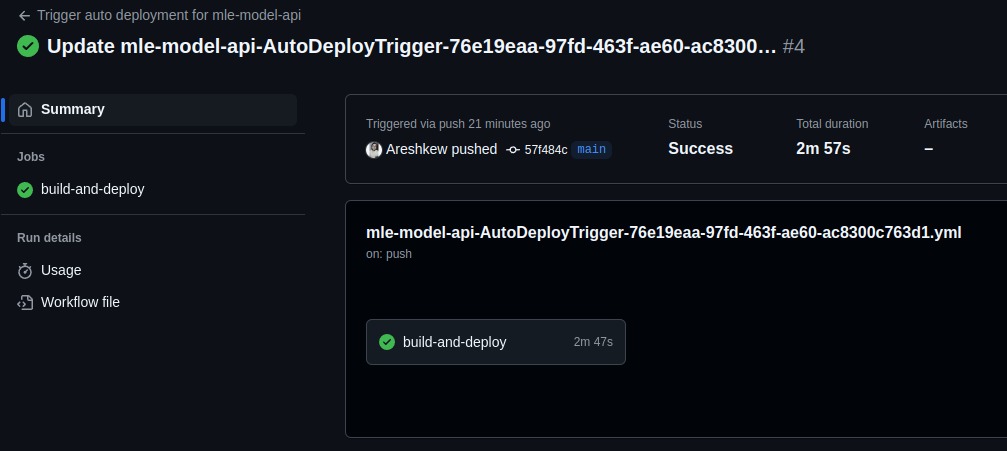 Trigger auto deployment for mle-model-api
Update mle-model-api-AutoDeployTrigger-76e19eaa-97fd-463f-ae60-ac8300... #4
Summary
Jobs
build-and-deploy
Run details
Usage
Workflow file
Triggered via push 21 minutes ago
Areshkew pushed 57f484c main
Status
Success
Total duration
2m 57s
Artifacts
–
mle-model-api-AutoDeployTrigger-76e19eaa-97fd-463f-ae60-ac8300c763d1.yml
on: push
build-and-deploy 2m 47s